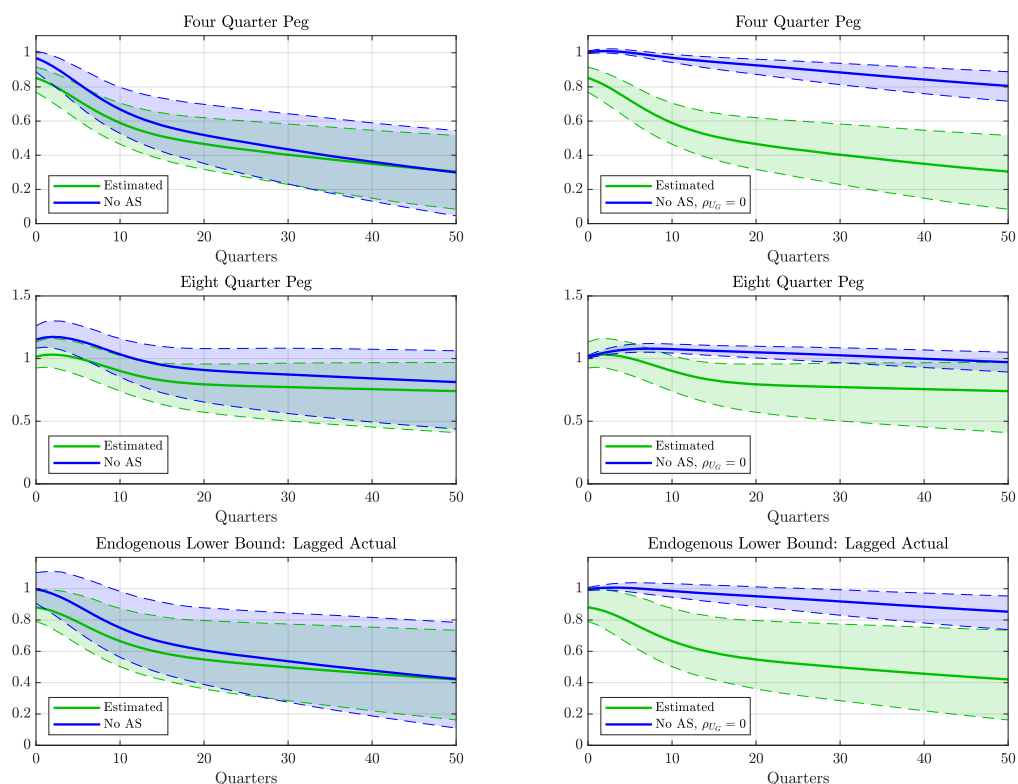 Four Quarter Peg
1
0.8
0.6
0.4
0.2
0
Estimated
No AS
0 10 20 30 40 50
Quarters
Four Quarter Peg
1
0.8
0.6
0.4
0.2
0
Estimated
No AS, ρ_{U_G} = 0
0 10 20 30 40 50
Quarters
Eight Quarter Peg
1.5
1
0.5
0
Estimated
No AS
0 10 20 30 40 50
Quarters
Eight Quarter Peg
1.5
1
0.5
0
Estimated
No AS, ρ_{U_G} = 0
0 10 20 30 40 50
Quarters
Endogenous Lower Bound: Lagged Actual
1
0.8
0.6
0.4
0.2
0
Estimated
No AS
0 10 20 30 40 50
Quarters
Endogenous Lower Bound: Lagged Actual
1
0.8
0.6
0.4
0.2
0
Estimated
No AS, ρ_{U_G} = 0
0 10 20 30 40 50
Quarters